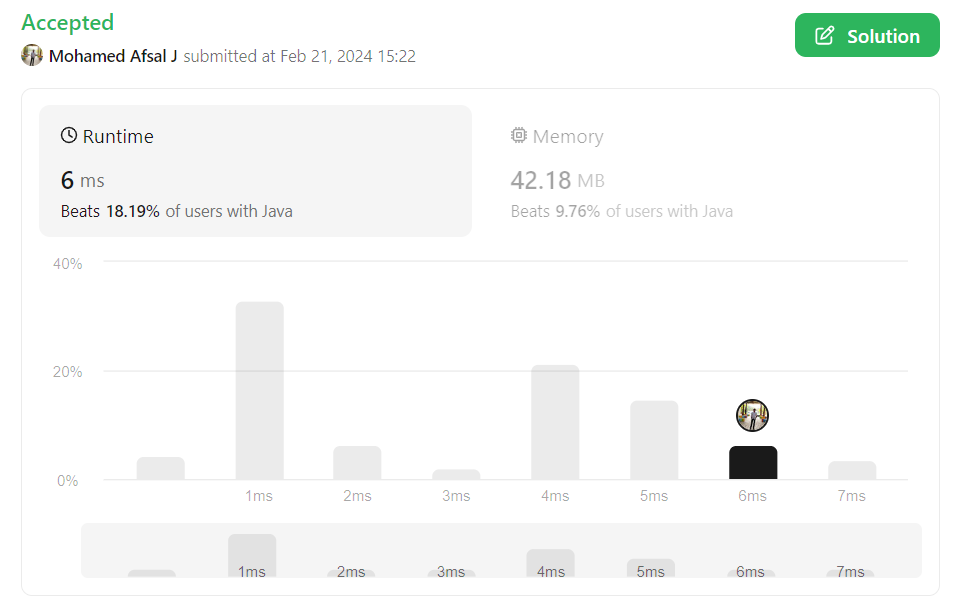 Accepted
Mohamed Afsal J submitted at Feb 21, 2024 15:22
Solution
Runtime
6 ms
Beats 18.19% of users with Java
Memory
42.18 MB
Beats 9.76% of users with Java
40%
20%
0%
1ms 2ms 3ms 4ms 5ms 6ms 7ms
1ms 2ms 3ms 4ms 5ms 6ms 7ms